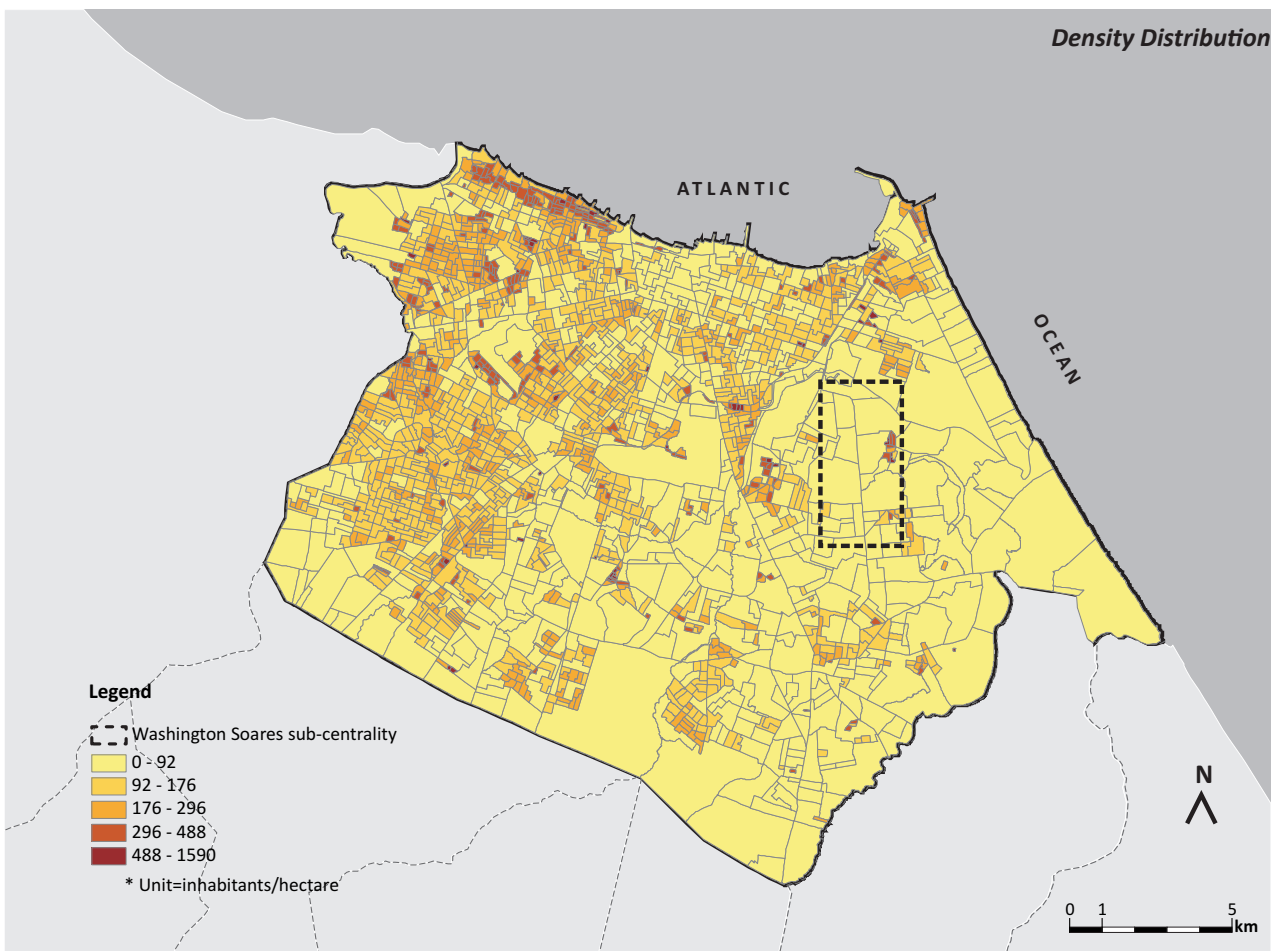 Density Distribution
ATLANTIC
OCEAN
Legend
Washington Soares sub-centrality
0 - 92
92 - 176
176 - 296
296 - 488
488 - 1590
* Unit=inhabitants/hectare
N
0 1 5
km